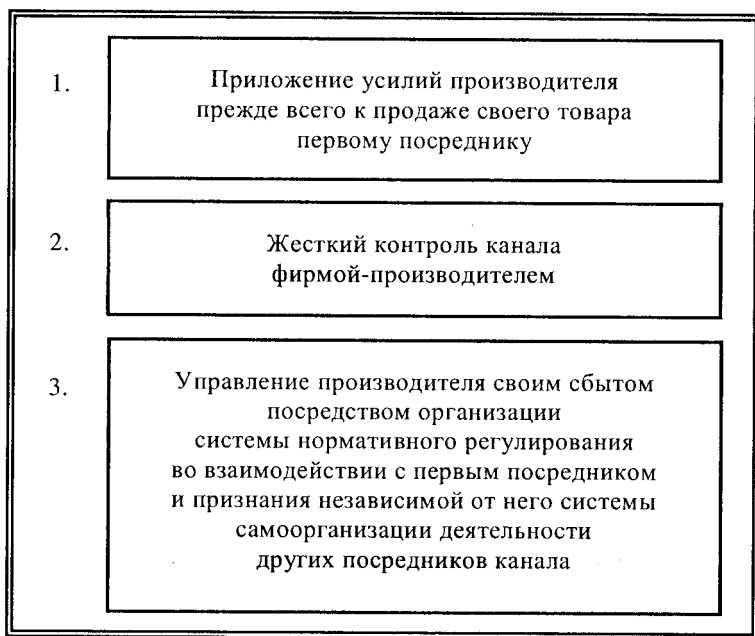 1.
Приложение усилий производителя
прежде всего к продаже своего товара
первому посреднику
2.
Жесткий контроль канала
фирмой-производителем
3.
Управление производителя своим сбытом
посредством организации
системы нормативного регулирования
во взаимодействии с первым посредником
и признания независимой от него системы
самоорганизации деятельности
других посредников канала